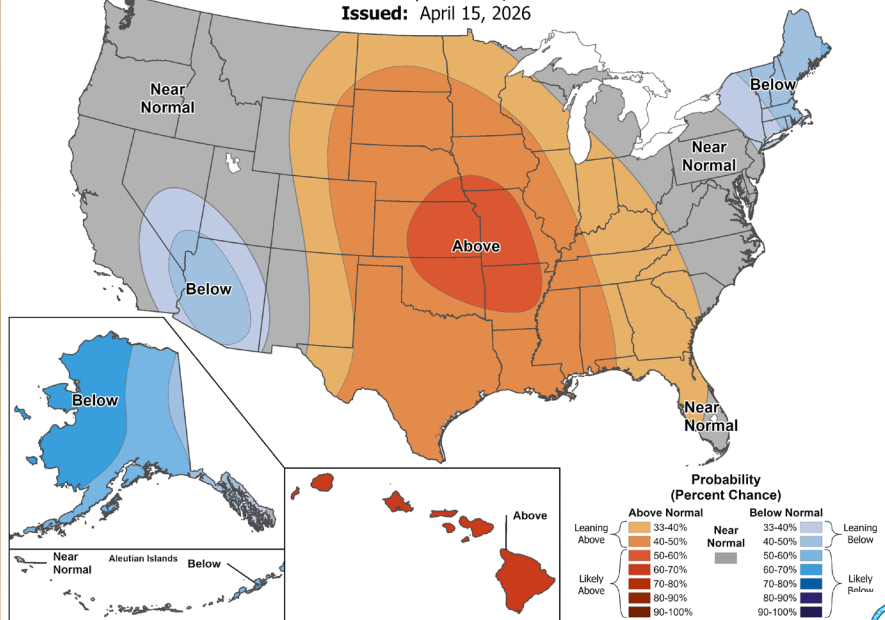 Issued: April 15, 2026
Near
Normal
Below
Above
Below
Near
Normal
Near
Normal
Below
Near
Normal
Aleutian Islands
Below
Above
Probability
(Percent Chance)
Above Normal
Below Normal
Leaning
Above
33-40%
40-50%
Likely
Above
50-60%
60-70%
70-80%
80-90%
90-100%
Near
Normal
33-40%
40-50%
Leaning
Below
50-60%
60-70%
70-80%
80-90%
90-100%
Likely
Below